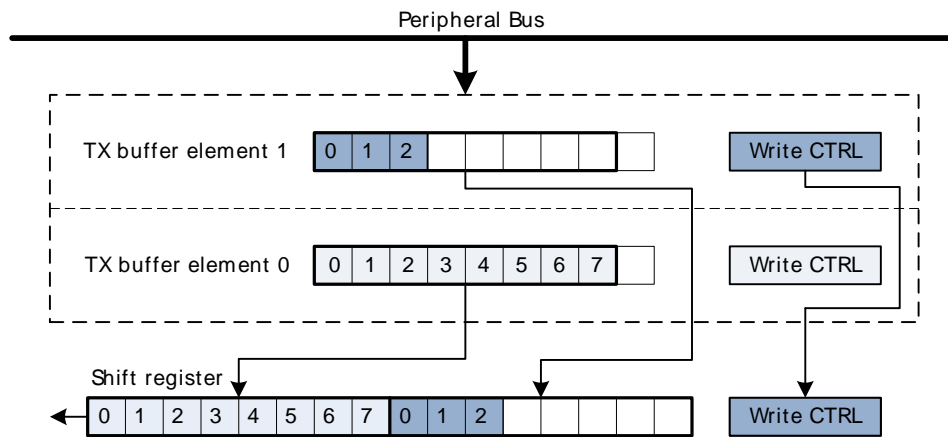 Peripheral Bus
TX buffer element 1 0 1 2 Write CTRL
TX buffer element 0 0 1 2 3 4 5 6 7 Write CTRL
Shift register
0 1 2 3 4 5 6 7 0 1 2 Write CTRL